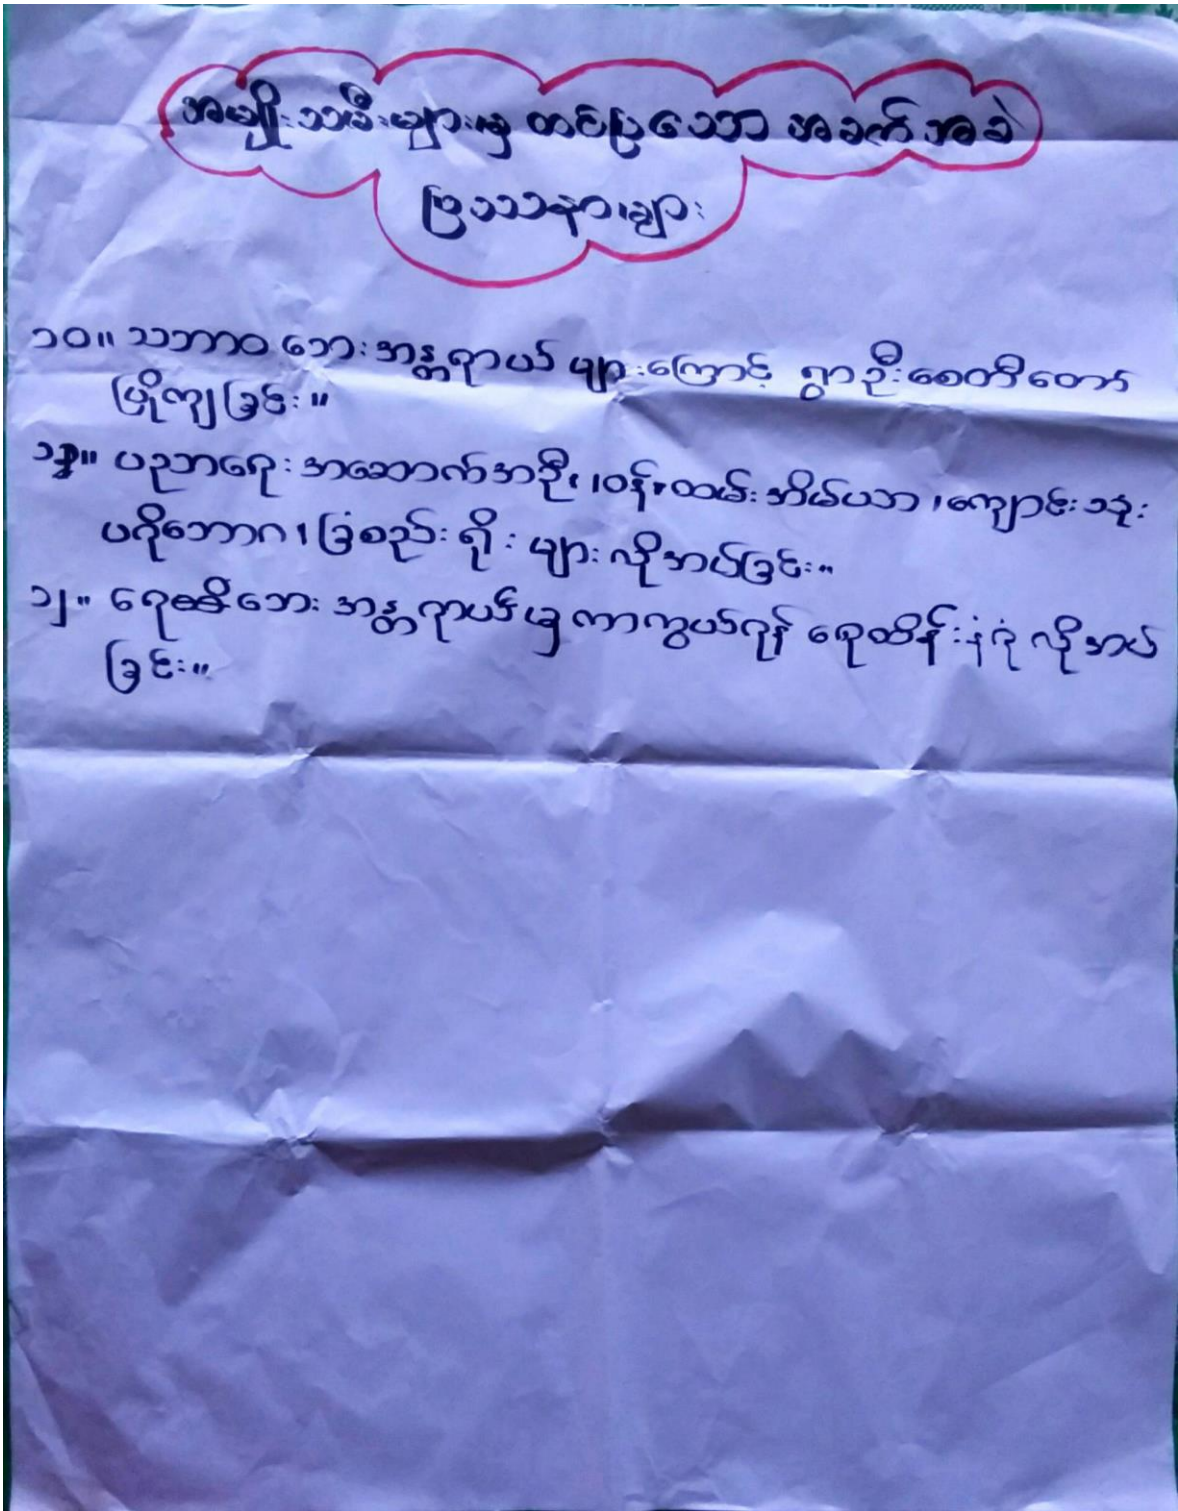 အမျိုးသမီးများမှ တင်ပြသော အခက်အခဲ
ပြဿနာများ
၁၀။ သဘာဝ ဘေးအန္တရာယ် များကြောင့် ရွာဦးစေတီတော်
ပြိုကျခြင်း။
၁၁။ ပညာရေး အဆောက်အဦ၊ ဝန်ထမ်းအိမ်ယာ ၊ကျောင်းသုံး
ပဂိုဘောဂ ၊ ခြံစည်းရိုး များ လိုအပ်ခြင်း။
၁၂။ ရေဆိုဘေး အန္တရာယ်မှ ကာကွယ်ရန် ရေထိန်းနံရံ လိုအပ်
ခြင်း။